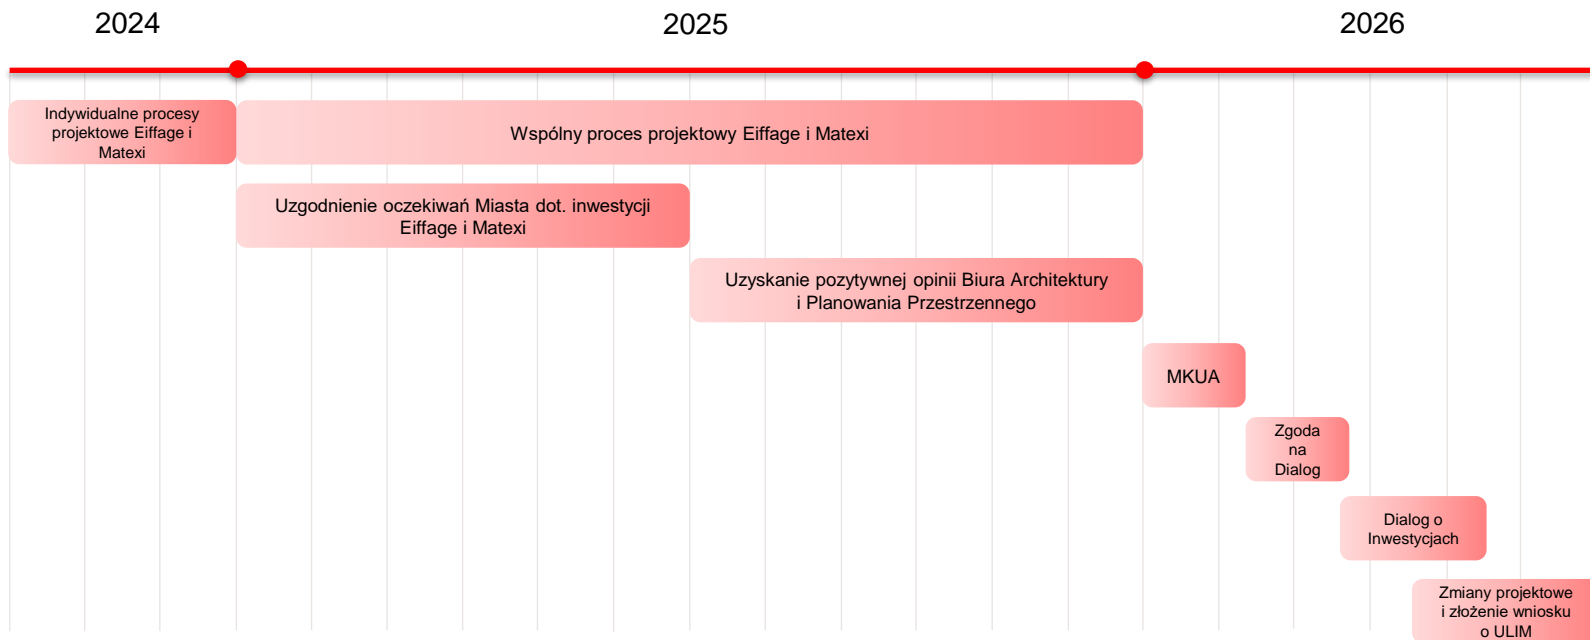 2024
2025
2026
Indywidualne procesy
projektowe Eiffage i
Matexi
Wspólny proces projektowy Eiffage i Matexi
Uzgodnienie oczekiwań Miasta dot. inwestycji
Eiffage i Matexi
Uzyskanie pozytywnej opinii Biura Architektury
i Planowania Przestrzennego
MKUA
Zgoda
na
Dialog
Dialog o
Inwestycjach
Zmiany projektowe
i złożenie wniosku
o ULIM